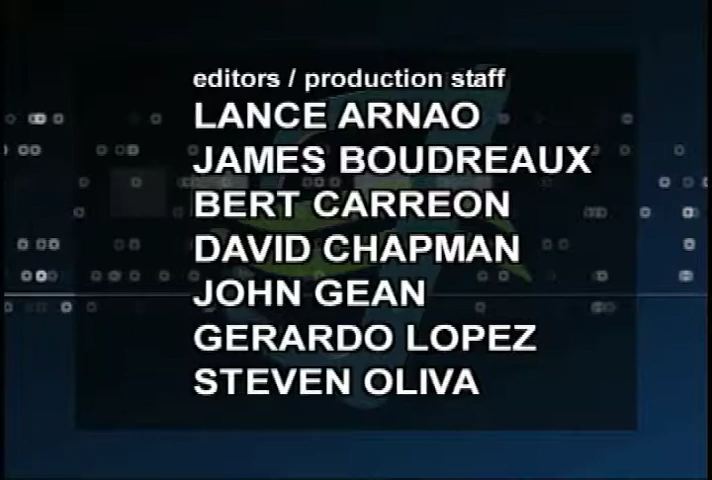 editors / production staff
LANCE ARNAO
JAMES BOUDREAUX
BERT CARREON
DAVID CHAPMAN
JOHN GEAN
GERARDO LOPEZ
STEVEN OLIVA